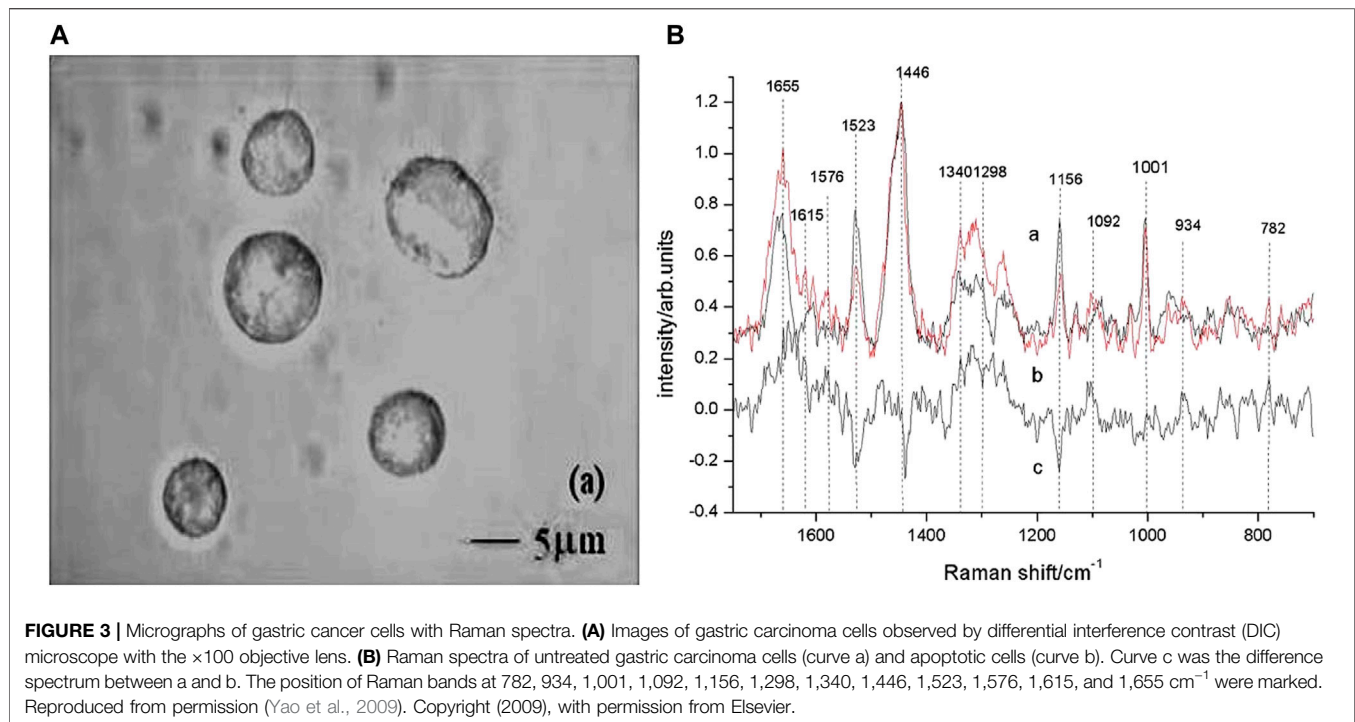 A
(a)
5μm
B
1655
1446
1523
1576
1615
1340
1298
1156
1001
1092
934
782
a
b
c
intensity/arb.units
1.2
1.0
0.8
0.6
0.4
0.2
0.0
-0.2
-0.4
1600
1400
1200
1000
800
Raman shift/cm⁻¹
FIGURE 3 | Micrographs of gastric cancer cells with Raman spectra. (A) Images of gastric carcinoma cells observed by differential interference contrast (DIC)
microscope with the ×100 objective lens. (B) Raman spectra of untreated gastric carcinoma cells (curve a) and apoptotic cells (curve b). Curve c was the difference
spectrum between a and b. The position of Raman bands at 782, 934, 1,001, 1,092, 1,156, 1,298, 1,340, 1,446, 1,523, 1,576, 1,615, and 1,655 cm⁻¹ were marked.
Reproduced from permission (Yao et al., 2009). Copyright (2009), with permission from Elsevier.